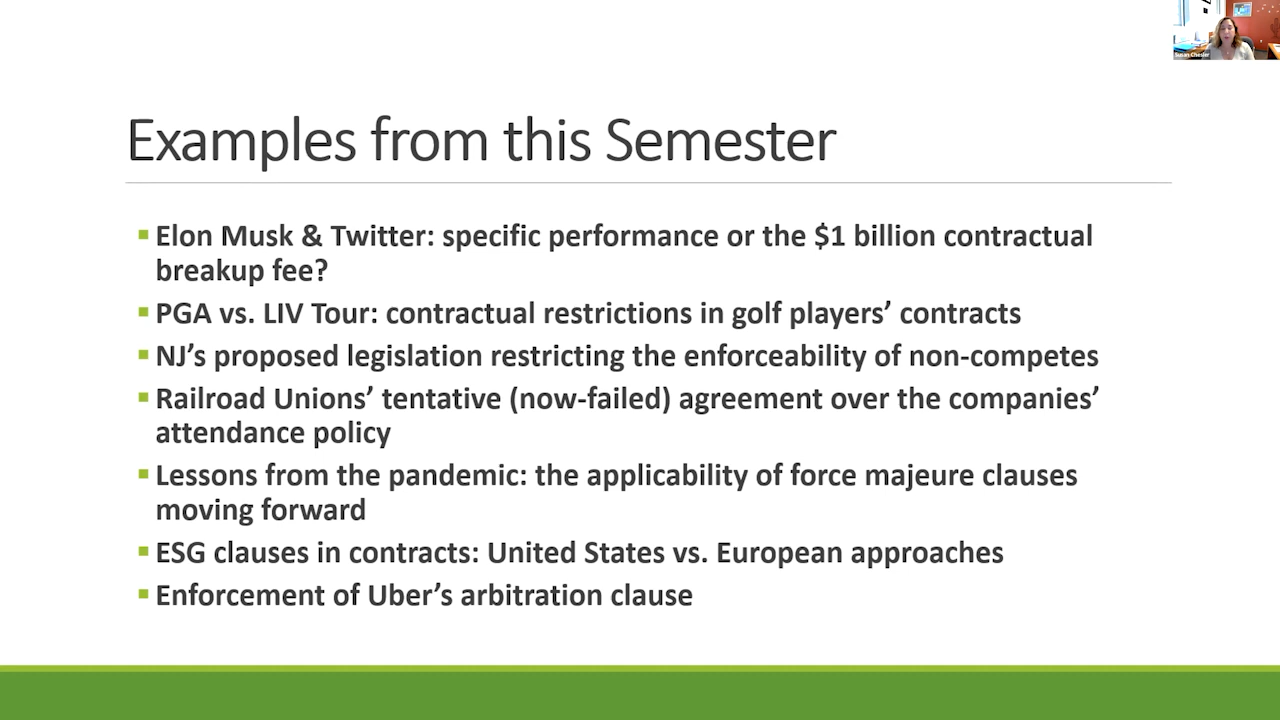 Susan Chesler
Examples from this Semester
Elon Musk & Twitter: specific performance or the $1 billion contractual
breakup fee?
PGA vs. LIV Tour: contractual restrictions in golf players’ contracts
NJ’s proposed legislation restricting the enforceability of non-competes
Railroad Unions’ tentative (now-failed) agreement over the companies’
attendance policy
Lessons from the pandemic: the applicability of force majeure clauses
moving forward
ESG clauses in contracts: United States vs. European approaches
Enforcement of Uber’s arbitration clause